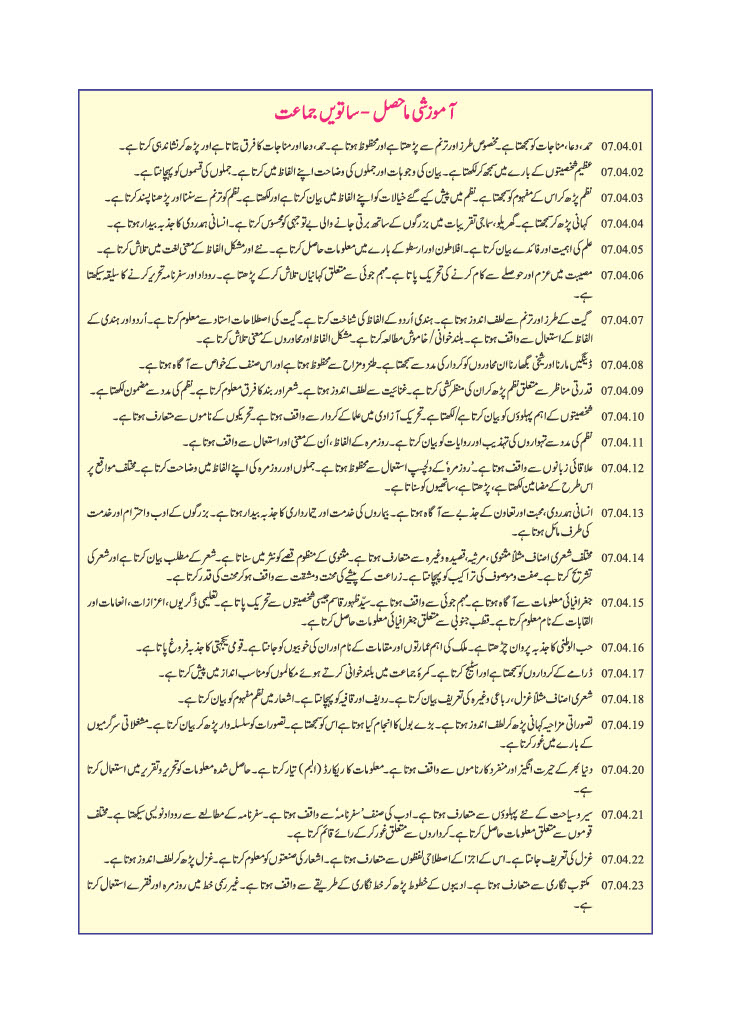 آموزشی ماحصل - ساتویں جماعت
07.04.01 حمد، دعا، مناجات کو سمجھتا ہے۔ مخصوص طرز اور ترنم سے پڑھتا ہے اور محظوظ ہوتا ہے۔ حمد، دعا اور مناجات کا فرق بتاتا ہے اور پڑھ کر نشاندہی کرتا ہے۔
07.04.02 عظیم شخصیتوں کے بارے میں سمجھ کر لکھتا ہے۔ بیان کی وجوہات اور جملوں کی وضاحت اپنے الفاظ میں کرتا ہے۔ جملوں کی قسموں کو پہچانتا ہے۔
07.04.03 نظم پڑھ کر اس کے مفہوم کو سمجھتا ہے۔ نظم میں پیش کیے گئے خیالات کو اپنے الفاظ میں بیان کرتا ہے اور لکھتا ہے۔ نظم کو ترنم سے سننا اور پڑھنا پسند کرتا ہے۔
07.04.04 کہانی پڑھ کر سمجھتا ہے۔ گھریلو، سماجی تقریبات میں بزرگوں کے ساتھ برتی جانے والی بے توجہی کو محسوس کرتا ہے۔ انسانی ہمدردی کا جذبہ بیدار ہوتا ہے۔
07.04.05 علم کی اہمیت اور فائدے بیان کرتا ہے۔ افلاطون اور ارسطو کے بارے میں معلومات حاصل کرتا ہے۔ نئے اور مشکل الفاظ کے معنی لغت میں تلاش کرتا ہے۔
07.04.06 مصیبت میں عزم اور حوصلے سے کام کرنے کی تحریک پاتا ہے۔ مہم جوئی سے متعلق کہانیاں تلاش کر کے پڑھتا ہے۔ روداد اور سفرنامہ تحریر کرنے کا سلیقہ سیکھتا
ہے۔
07.04.07 گیت کے طرز اور ترنم سے لطف اندوز ہوتا ہے۔ ہندی اُردو کے الفاظ کی شناخت کرتا ہے۔ گیت کی اصطلاحات استاد سے معلوم کرتا ہے۔ اُردو اور ہندی کے
الفاظ کے استعمال سے واقف ہوتا ہے۔ بلند خوانی/ خاموش مطالعہ کرتا ہے۔ مشکل الفاظ اور محاوروں کے معنی تلاش کرتا ہے۔
07.04.08 ڈینگیں مارنا اور شیخی بگھارنا ان محاوروں کو کردار کی مدد سے سمجھتا ہے۔ طنز و مزاح سے محظوظ ہوتا ہے اور اس صنف کے خواص سے آگاہ ہوتا ہے۔
07.04.09 قدرتی مناظر سے متعلق نظم پڑھ کر ان کی منظر کشی کرتا ہے۔ غنائیت سے لطف اندوز ہوتا ہے۔ شعر اور بند کا فرق معلوم کرتا ہے۔ نظم کی مدد سے مضمون لکھتا ہے۔
07.04.10 شخصیتوں کے اہم پہلوؤں کو بیان کرتا ہے/لکھتا ہے۔ تحریک آزادی میں علما کے کردار سے واقف ہوتا ہے۔ تحریکوں کے ناموں سے متعارف ہوتا ہے۔
07.04.11 نظم کی مدد سے تہواروں کی تہذیب اور روایات کو بیان کرتا ہے۔ روزمرہ کے الفاظ، اُن کے معنی اور استعمال سے واقف ہوتا ہے۔
07.04.12 علاقائی زبانوں سے واقف ہوتا ہے۔ 'روزمرہ' کے دلچسپ استعمال سے محظوظ ہوتا ہے۔ جملوں اور روزمرہ کی اپنے الفاظ میں وضاحت کرتا ہے۔ مختلف مواقع پر
اس طرح کے مضامین لکھتا ہے، پڑھتا ہے، ساتھیوں کو سناتا ہے۔
07.04.13 انسانی ہمدردی، محبت اور تعاون کے جذبے سے آگاہ ہوتا ہے۔ بیماروں کی خدمت اور تیمارداری کا جذبہ بیدار ہوتا ہے۔ بزرگوں کے ادب و احترام اور خدمت
کی طرف مائل ہوتا ہے۔
07.04.14 مختلف شعری اصناف مثلاً مثنوی، مرثیہ، قصیدہ وغیرہ سے متعارف ہوتا ہے۔ مثنوی کے منظوم قصے کو نثر میں سناتا ہے۔ شعر کے مطلب بیان کرتا ہے اور شعر کی
تشریح کرتا ہے۔ صفت و موصوف کی تراکیب کو پہچانتا ہے۔ زراعت کے پیشے کی محنت و مشقت سے واقف ہو کر محنت کی قدر کرتا ہے۔
07.04.15 جغرافیائی معلومات سے آگاہ ہوتا ہے۔ مہم جوئی سے واقف ہوتا ہے۔ سیّد ظہور قاسم جیسی شخصیتوں سے تحریک پاتا ہے۔ تعلیمی ڈگریوں، اعزازات، انعامات اور
القابات کے نام معلوم کرتا ہے۔ قطب جنوبی سے متعلق جغرافیائی معلومات حاصل کرتا ہے۔
07.04.16 حب الوطنی کا جذبہ پروان چڑھتا ہے۔ ملک کی اہم عمارتوں اور مقامات کے نام اور ان کی خوبیوں کو جانتا ہے۔ قومی یکجہتی کا جذبہ فروغ پاتا ہے۔
07.04.17 ڈرامے کے کرداروں کو سمجھتا ہے اور اسٹیج کرتا ہے۔ کمرۂ جماعت میں بلند خوانی کرتے ہوئے مکالموں کو مناسب انداز میں پیش کرتا ہے۔
07.04.18 شعری اصناف مثلاً غزل، رباعی وغیرہ کی تعریف بیان کرتا ہے۔ ردیف اور قافیہ کو پہچانتا ہے۔ اشعار میں نظم مفہوم کو بیان کرتا ہے۔
07.04.19 تصوراتی مزاحیہ کہانی پڑھ کر لطف اندوز ہوتا ہے۔ بڑے بول کا انجام کیا ہوتا ہے اس کو سمجھتا ہے۔ تصورات کو سلسلہ وار پڑھ کر بیان کرتا ہے۔ مشغلاتی سرگرمیوں
کے بارے میں غور کرتا ہے۔
07.04.20 دنیا بھر کے حیرت انگیز اور منفرد کارناموں سے واقف ہوتا ہے۔ معلومات کا ریکارڈ (البم) تیار کرتا ہے۔ حاصل شدہ معلومات کو تحریر و تقریر میں استعمال کرتا
ہے۔
07.04.21 سیر و سیاحت کے نئے پہلوؤں سے متعارف ہوتا ہے۔ ادب کی صنف 'سفرنامہ' سے واقف ہوتا ہے۔ سفرنامہ کے مطالعے سے روداد نویسی سیکھتا ہے۔ مختلف
قوموں سے متعلق معلومات حاصل کرتا ہے۔ کرداروں سے متعلق غور کر کے رائے قائم کرتا ہے۔
07.04.22 غزل کی تعریف جانتا ہے۔ اس کے اجزا کے اصطلاحی لفظوں سے متعارف ہوتا ہے۔ اشعار کی صنعتوں کو معلوم کرتا ہے۔ غزل پڑھ کر لطف اندوز ہوتا ہے۔
07.04.23 مکتوب نگاری سے متعارف ہوتا ہے۔ ادیبوں کے خطوط پڑھ کر خط نگاری کے طریقے سے واقف ہوتا ہے۔ غیر رسمی خط میں روزمرہ اور فقرے استعمال کرتا
ہے۔